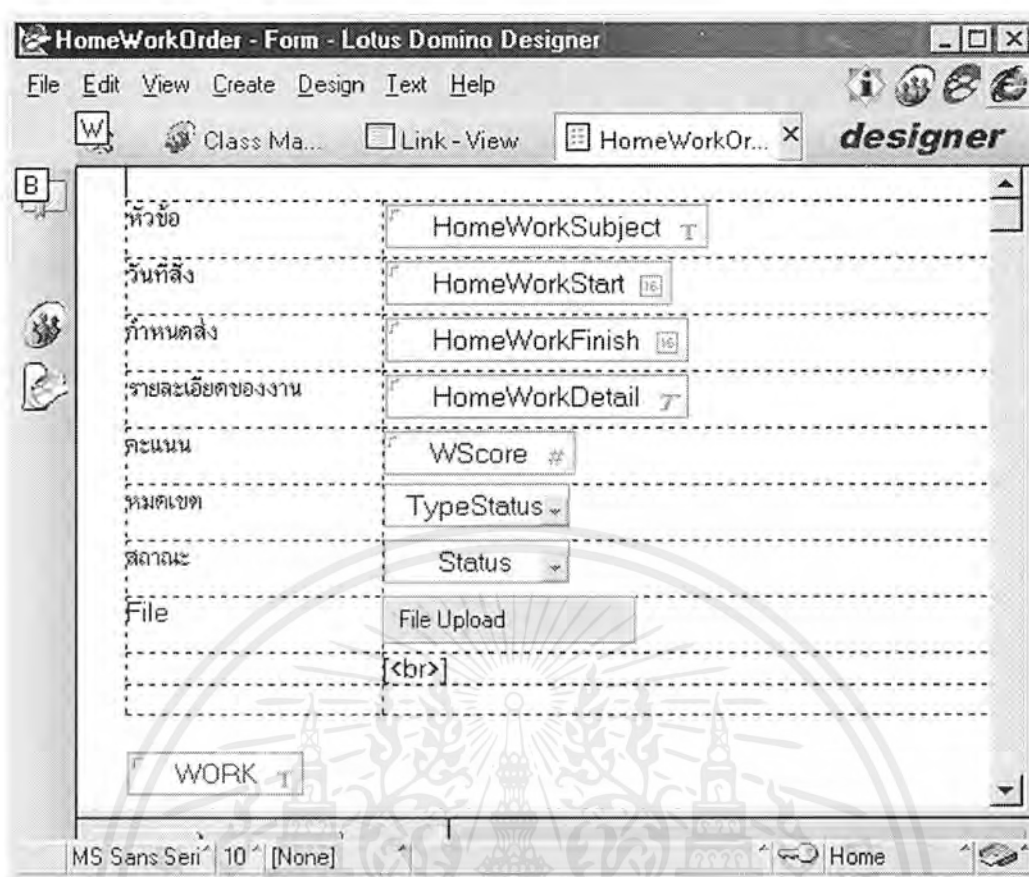 HomeWorkOrder - Form - Lotus Domino Designer
File Edit View Create Design Text Help
W Class Ma... Link - View HomeWorkOr... × designer
B
หัวข้อ HomeWorkSubject T
วันที่สั่ง HomeWorkStart 16
กำหนดส่ง HomeWorkFinish 16
รายละเอียดของงาน HomeWorkDetail T
คะแนน WScore #
หมดเขต TypeStatus
สถาณะ Status
File File Upload
[<br>]
WORK T
MS Sans Seri 10 [None] Home